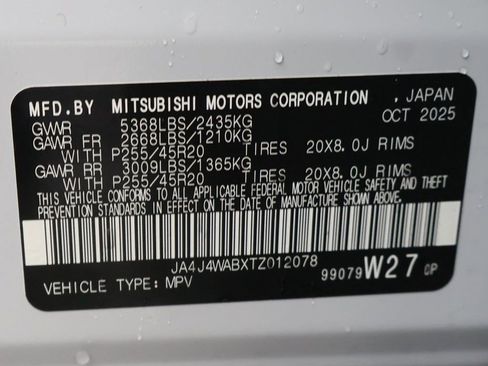 MFD.BY MITSUBISHI MOTORS CORPORATION , JAPAN
GVWR 5368LBS/2435KG OCT 2025
GAWR FR 2668LBS/1210KG
WITH P255/45R20 TIRES 20X8.0J RIMS
GAWR RR 3009LBS/1365KG
WITH P255/45R20 TIRES 20X8.0J RIMS
THIS VEHICLE CONFORMS TO ALL APPLICABLE FEDERAL MOTOR VEHICLE SAFETY AND THEFT
PREVENTION STANDARDS IN EFFECT ON THE DATE OF MANUFACTURE SHOWN ABOVE.
JA4J4WABXTZ012078
VEHICLE TYPE: MPV 99079 W27 CP